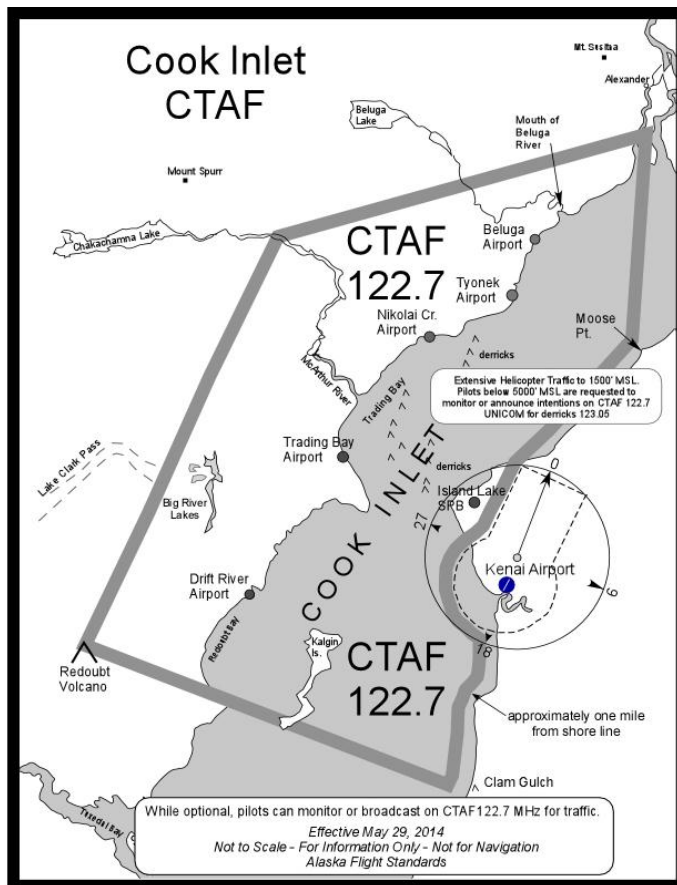 Cook Inlet
CTAF
Mt. Susitna
Alexander
Beluga
Lake
Mouth of
Beluga
River
Mount Spurr
Chakachamna Lake
CTAF
122.7
Beluga
Airport
Tyonek
Airport
Nikolai Cr.
Airport
Moose
Pt.
McArthur River
derricks
Trading Bay
Extensive Helicopter Traffic to 1500' MSL.
Pilots below 5000' MSL are requested to
monitor or announce intentions on CTAF 122.7
UNICOM for derricks 123.05
Trading Bay
Airport
Lake Clark Pass
Big River
Lakes
derricks
Island Lake
SPB
0
27
9
18
COOK INLET
Kenai Airport
Drift River
Airport
Redoubt Bay
Kalgin
Is.
CTAF
122.7
Redoubt
Volcano
approximately one mile
from shore line
Clam Gulch
Tuxedni Bay
While optional, pilots can monitor or broadcast on CTAF122.7 MHz for traffic.
Effective May 29, 2014
Not to Scale - For Information Only - Not for Navigation
Alaska Flight Standards